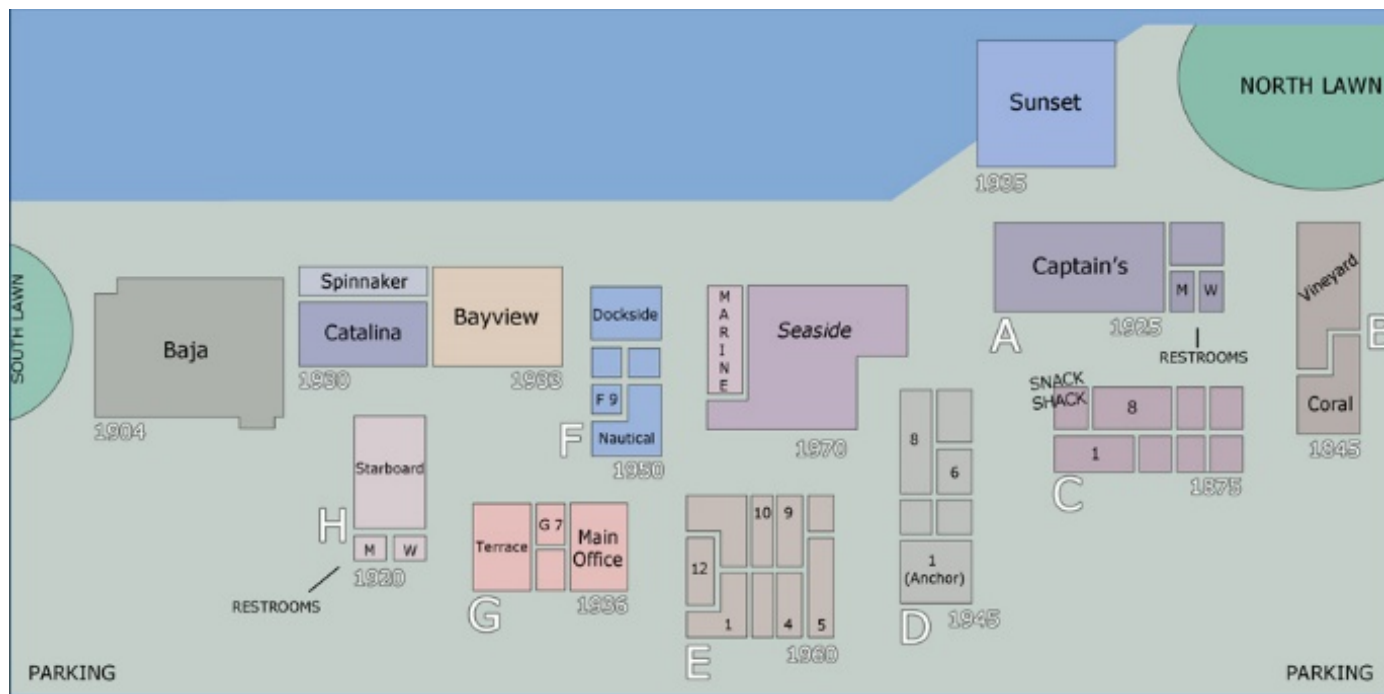 Sunset
1935
NORTH LAWN
SOUTH LAWN
Baja
1904
Spinnaker
Catalina
1930
Bayview
1933
Dockside
F 9
Nautical
F
1950
MARINE
Seaside
1970
Captain's
A
1925
M
W
RESTROOMS
Vineyard
B
Coral
1845
SNACK
SHACK
8
1
C
1875
8
6
1
(Anchor)
D
1945
Starboard
H
M
W
1920
RESTROOMS
Terrace
G 7
Main
Office
G
1936
10
9
12
1
4
5
E
1960
PARKING
PARKING